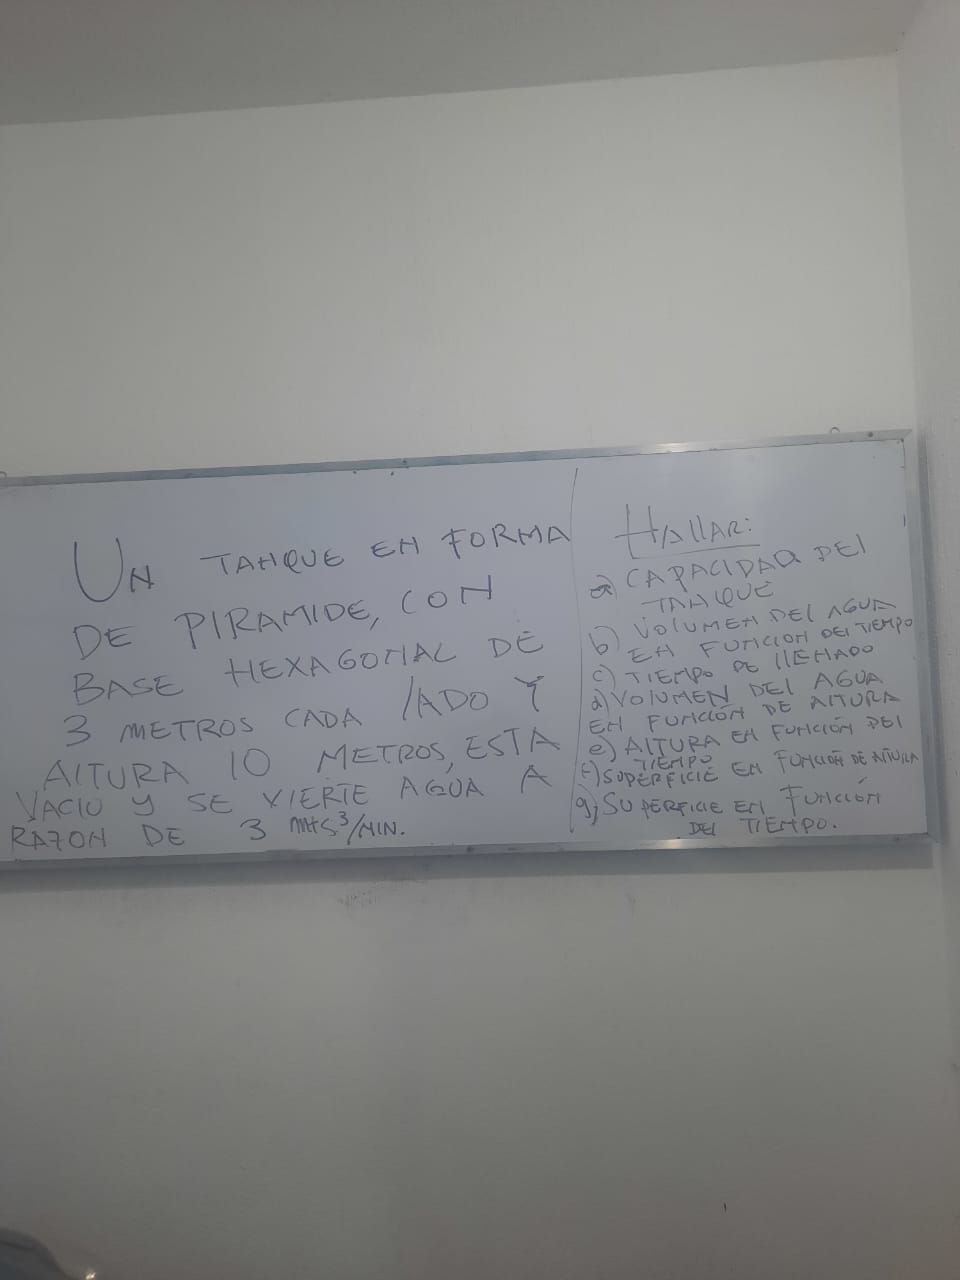 Un TANQUE EN FORMA
DE PIRAMIDE, CON
BASE HEXAGONAL DE
3 METROS CADA lADO Y
AlTURA 10 METROS, ESTA
VACIO Y SE VIERTE AGUA A
RAZON DE 3 mts³/MIN.
HAllAR:
a) CAPACIDAD DEl
TANQUE
b) VOLUMEN DEL AGUA
EN FUNCION DEl TIEMPO
c) TIEMPO DE llENADO
d) VOlUMEN DEl AGUA
EN FUNCIÓN DE AlTURA
e) AlTURA EN FUNCIÓN DEl
TIEMPO
f) SUPERFICIE EN FUNCIÓN DE AlTURA
g) SUPERFICIE EN FUNCIÓN
DEl TIEMPO.